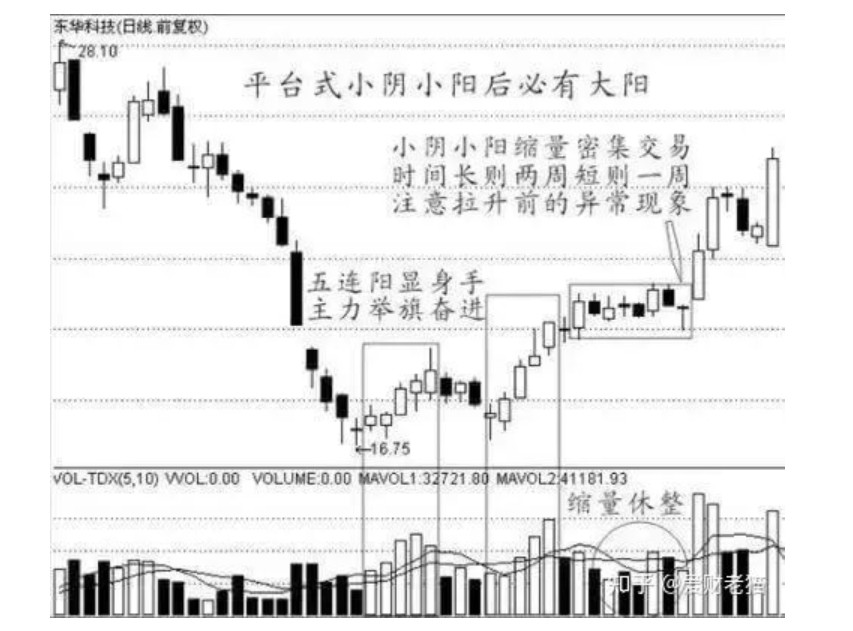 东华科技(日线.前复权)
28.10
平台式小阴小阳后必有大阳
小阴小阳缩量密集交易
时间长则两周短则一周
注意拉升前的异常现象
五连阳显身手
主力举旗奋进
←16.75
VOL-TDX(5,10) VVOL:0.00 VOLUME:0.00 MAVOL1:32721.80 MAVOL2:41181.93
缩量休整
知乎 @爱财老猫